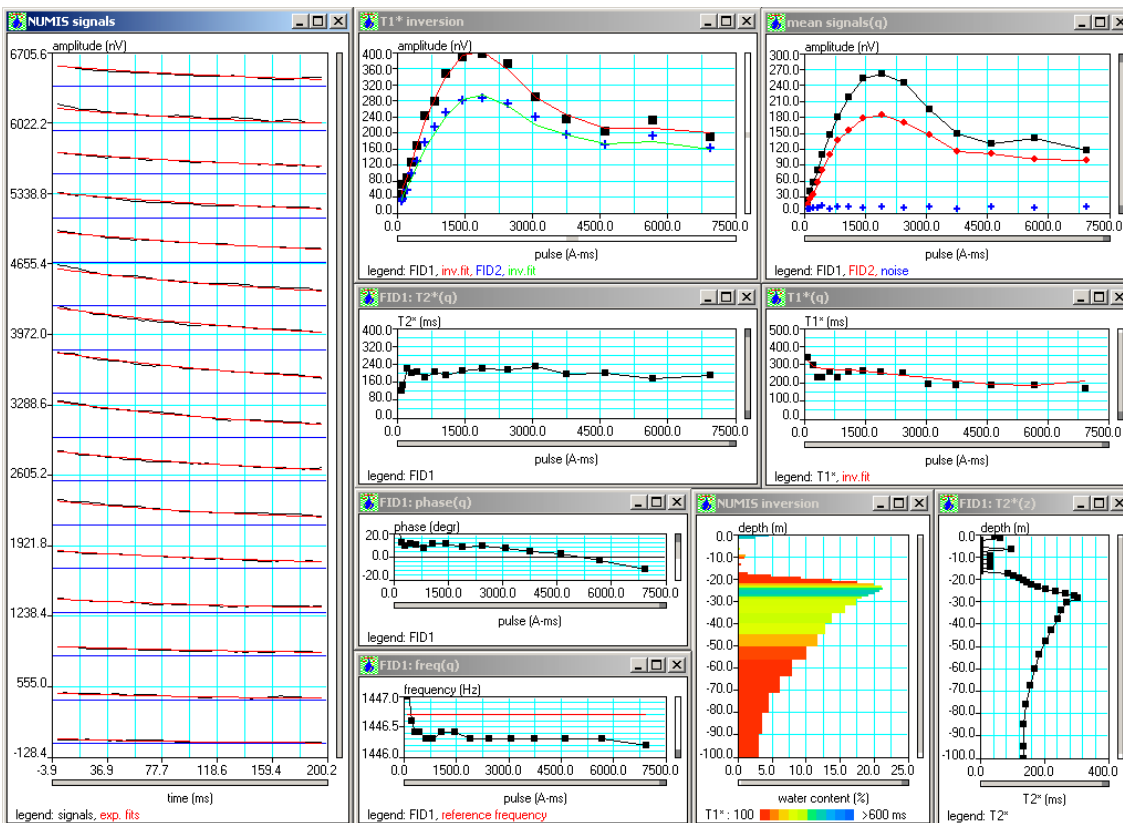 NUMIS signals
amplitude (nV)
6705.6
6022.2
5338.8
4655.4
3972.0
3288.6
2605.2
1921.8
1238.4
555.0
-128.4
-3.9 36.9 77.7 118.6 159.4 200.2
time (ms)
legend: signals, exp. fits
T1* inversion
amplitude (nV)
400.0
360.0
320.0
280.0
240.0
200.0
160.0
120.0
80.0
40.0
0.0
0.0 1500.0 3000.0 4500.0 6000.0 7500.0
pulse (A-ms)
legend: FID1, inv.fit, FID2, inv.fit
mean signals(q)
amplitude (nV)
300.0
270.0
240.0
210.0
180.0
150.0
120.0
90.0
60.0
30.0
0.0
0.0 1500.0 3000.0 4500.0 6000.0 7500.0
pulse (A-ms)
legend: FID1, FID2, noise
FID1: T2*(q)
T2* (ms)
400.0
320.0
240.0
160.0
80.0
0.0
0.0 1500.0 3000.0 4500.0 6000.0 7500.0
pulse (A-ms)
legend: FID1
T1*(q)
T1* (ms)
500.0
400.0
300.0
200.0
100.0
0.0
0.0 1500.0 3000.0 4500.0 6000.0 7500.0
pulse (A-ms)
legend: T1*, inv.fit
FID1: phase(q)
phase (degr)
20.0
0.0
-20.0
0.0 1500.0 3000.0 4500.0 6000.0 7500.0
pulse (A-ms)
legend: FID1
FID1: freq(q)
frequency (Hz)
1447.0
1446.5
1446.0
0.0 1500.0 3000.0 4500.0 6000.0 7500.0
pulse (A-ms)
legend: FID1, reference frequency
NUMIS inversion
depth (m)
0.0
-10.0
-20.0
-30.0
-40.0
-50.0
-60.0
-70.0
-80.0
-90.0
-100.0
0.0 5.0 10.0 15.0 20.0 25.0
water content (%)
T1* : 100 >600 ms
FID1: T2*(z)
depth (m)
0.0
-10.0
-20.0
-30.0
-40.0
-50.0
-60.0
-70.0
-80.0
-90.0
-100.0
0.0 200.0 400.0
T2* (ms)
legend: T2*